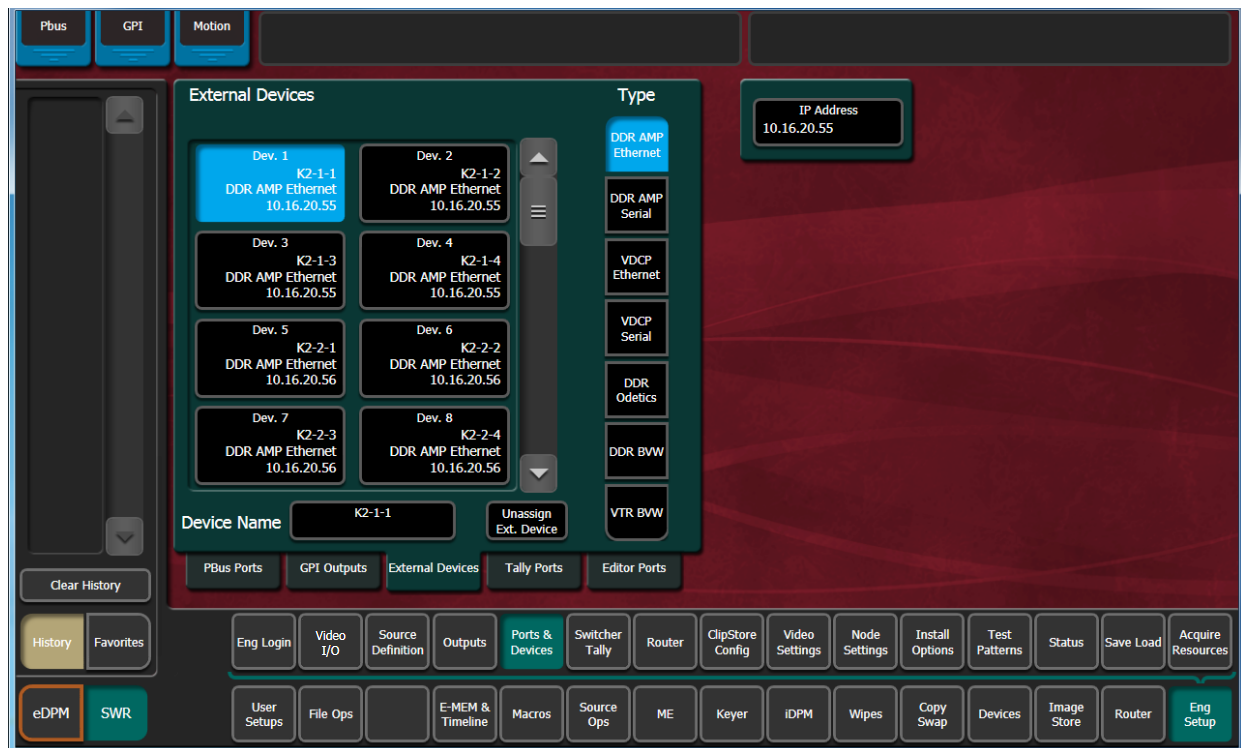 Pbus
GPI
Motion
External Devices
Type
IP Address
10.16.20.55
Dev. 1
K2-1-1
DDR AMP Ethernet
10.16.20.55
Dev. 2
K2-1-2
DDR AMP Ethernet
10.16.20.55
Dev. 3
K2-1-3
DDR AMP Ethernet
10.16.20.55
Dev. 4
K2-1-4
DDR AMP Ethernet
10.16.20.55
Dev. 5
K2-2-1
DDR AMP Ethernet
10.16.20.56
Dev. 6
K2-2-2
DDR AMP Ethernet
10.16.20.56
Dev. 7
K2-2-3
DDR AMP Ethernet
10.16.20.56
Dev. 8
K2-2-4
DDR AMP Ethernet
10.16.20.56
DDR AMP
Ethernet
DDR AMP
Serial
VDCP
Ethernet
VDCP
Serial
DDR
Odetics
DDR BVW
VTR BVW
Device Name
K2-1-1
Unassign
Ext. Device
PBus Ports
GPI Outputs
External Devices
Tally Ports
Editor Ports
Clear History
History
Favorites
Eng Login
Video
I/O
Source
Definition
Outputs
Ports &
Devices
Switcher
Tally
Router
ClipStore
Config
Video
Settings
Node
Settings
Install
Options
Test
Patterns
Status
Save Load
Acquire
Resources
eDPM
SWR
User
Setups
File Ops
E-MEM &
Timeline
Macros
Source
Ops
ME
Keyer
iDPM
Wipes
Copy
Swap
Devices
Image
Store
Router
Eng
Setup